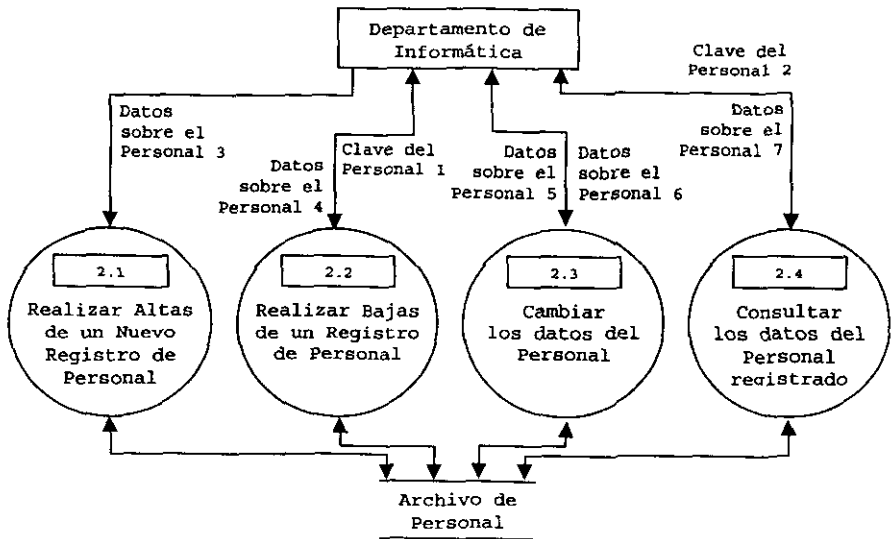 Departamento de
Informática
Clave del
Personal 2
Datos
sobre el
Personal 3
Datos
sobre el
Personal 4
Clave del
Personal 1
Datos
sobre el
Personal 5
Datos
sobre el
Personal 6
Datos
sobre el
Personal 7
2.1
Realizar Altas
de un Nuevo
Registro de
Personal
2.2
Realizar Bajas
de un Registro
de Personal
2.3
Cambiar
los datos del
Personal
2.4
Consultar
los datos del
Personal
registrado
Archivo de
Personal